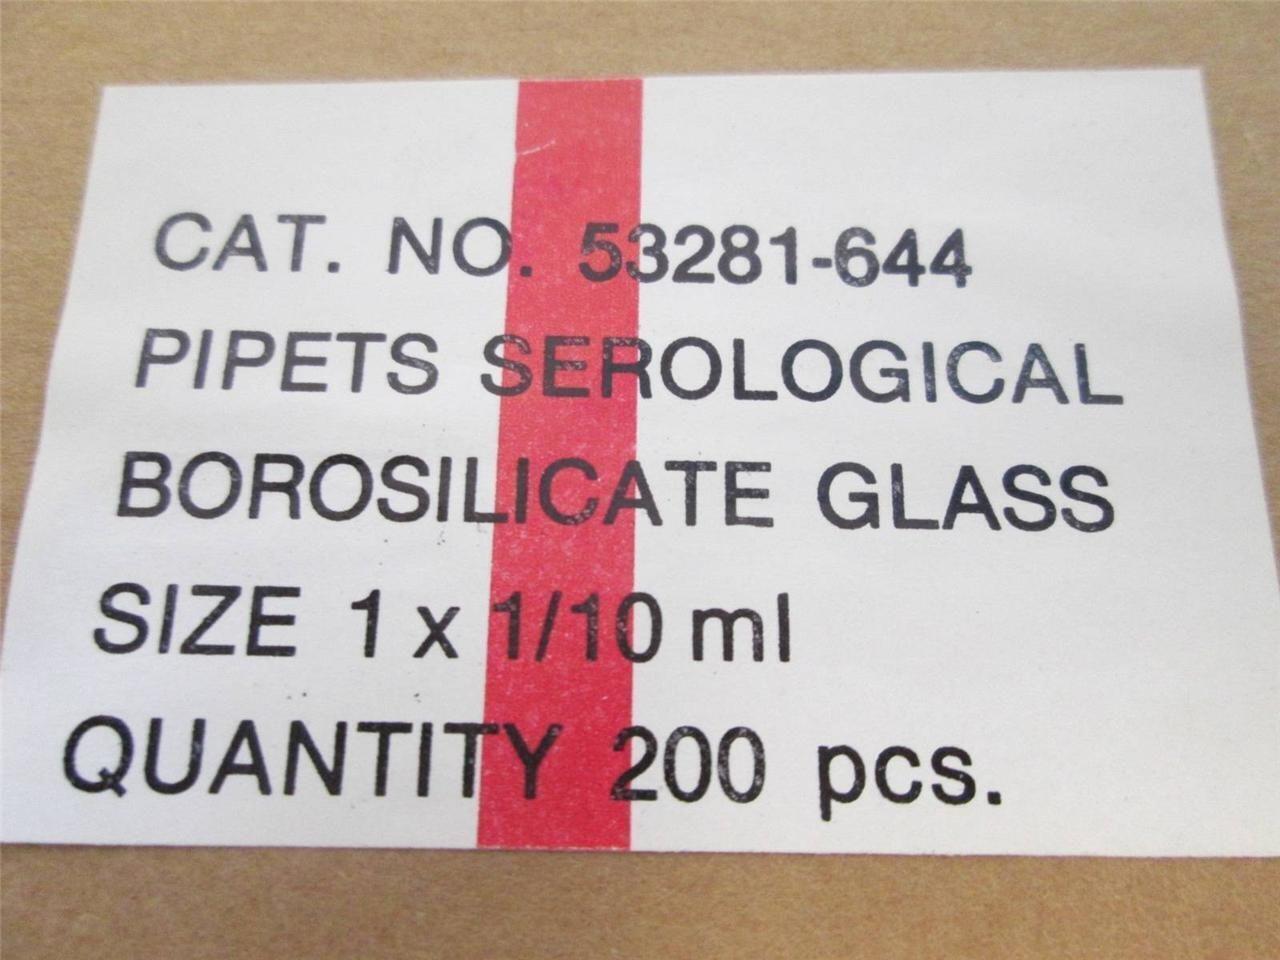 CAT. NO. 53281-644
PIPETS SEROLOGICAL
BOROSILICATE GLASS
SIZE 1 x 1/10 ml
QUANTITY 200 pcs.